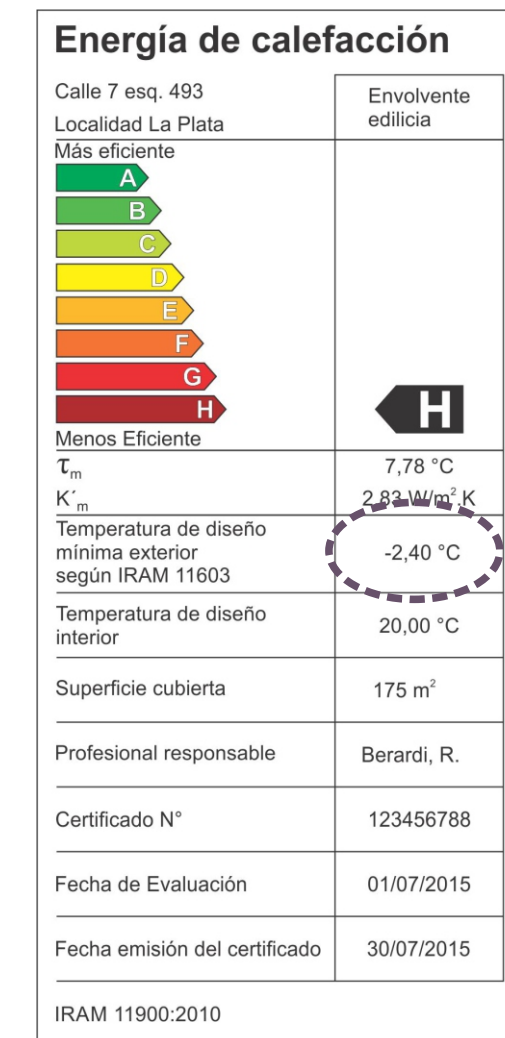 Energía de calefacción
Calle 7 esq. 493
Localidad La Plata
Envolvente
edilicia
Más eficiente
A
B
C
D
E
F
G
H
H
Menos Eficiente
τm 7,78 °C
K´m 2,83 W/m².K
Temperatura de diseño
mínima exterior
según IRAM 11603
-2,40 °C
Temperatura de diseño
interior
20,00 °C
Superficie cubierta 175 m²
Profesional responsable Berardi, R.
Certificado N° 123456788
Fecha de Evaluación 01/07/2015
Fecha emisión del certificado 30/07/2015
IRAM 11900:2010